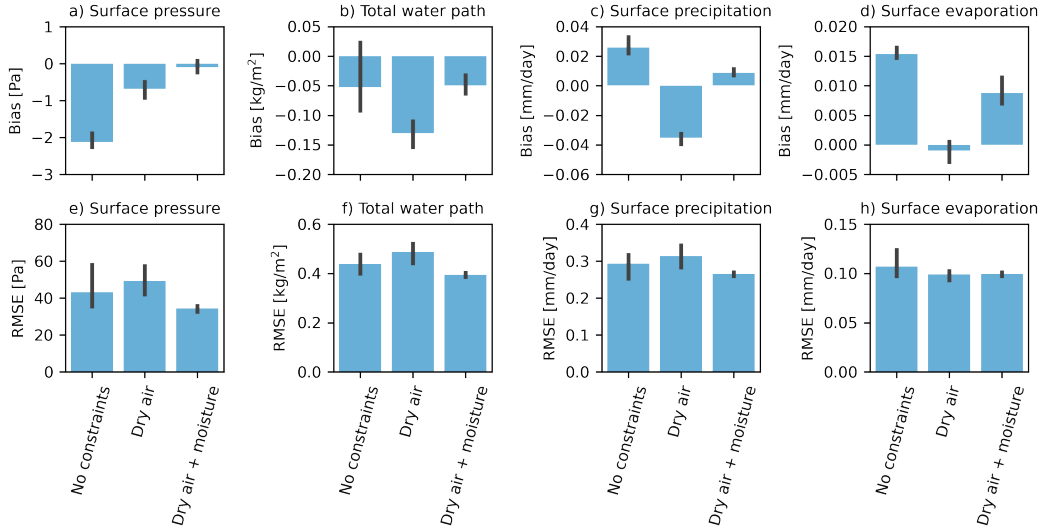 a) Surface pressure
Bias [Pa]
1
0
−1
−2
−3
b) Total water path
Bias [kg/m²]
0.05
0.00
−0.05
−0.10
−0.15
−0.20
c) Surface precipitation
Bias [mm/day]
0.04
0.02
0.00
−0.02
−0.04
−0.06
d) Surface evaporation
Bias [mm/day]
0.020
0.015
0.010
0.005
0.000
−0.005
e) Surface pressure
RMSE [Pa]
80
60
40
20
0
No constraints
Dry air
Dry air + moisture
f) Total water path
RMSE [kg/m²]
0.6
0.4
0.2
0.0
No constraints
Dry air
Dry air + moisture
g) Surface precipitation
RMSE [mm/day]
0.4
0.3
0.2
0.1
0.0
No constraints
Dry air
Dry air + moisture
h) Surface evaporation
RMSE [mm/day]
0.15
0.10
0.05
0.00
No constraints
Dry air
Dry air + moisture